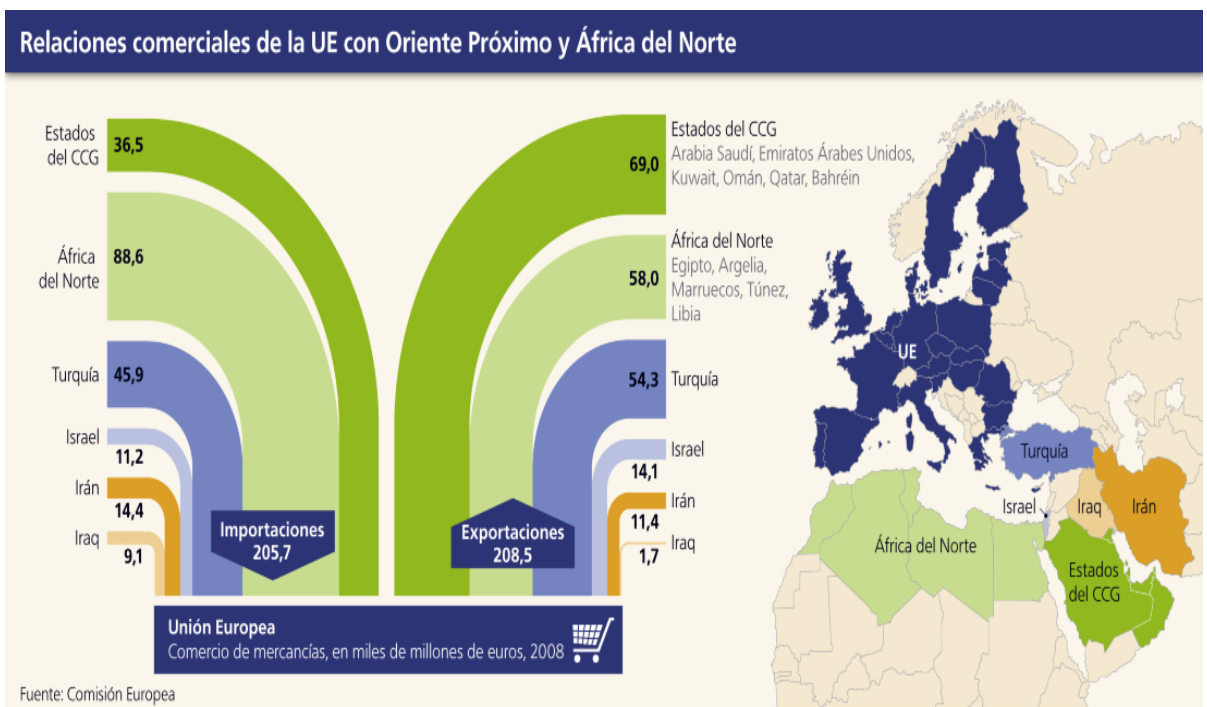 Relaciones comerciales de la UE con Oriente Próximo y África del Norte
Estados
del CCG
36,5
África
del Norte
88,6
Turquía
45,9
Israel
11,2
Irán
14,4
Iraq
9,1
Importaciones
205,7
69,0
Estados del CCG
Arabia Saudí, Emiratos Árabes Unidos,
Kuwait, Omán, Qatar, Bahréin
58,0
África del Norte
Egipto, Argelia,
Marruecos, Túnez,
Libia
54,3
Turquía
Israel
14,1
Irán
11,4
Iraq
1,7
Exportaciones
208,5
Unión Europea
Comercio de mercancías, en miles de millones de euros, 2008
UE
Turquía
Israel
Iraq
Irán
África del Norte
Estados
del CCG
Fuente: Comisión Europea